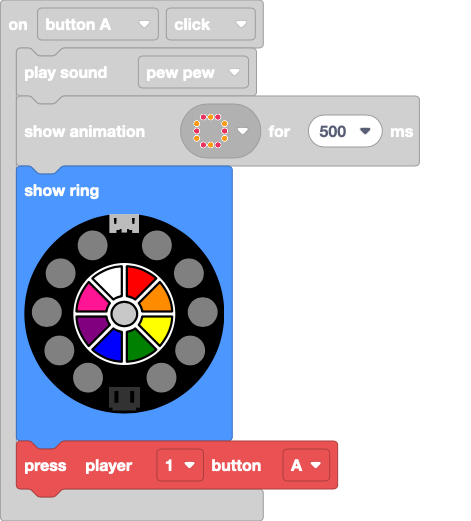 on button A click
play sound pew pew
show animation for 500 ms
show ring
press player 1 button A